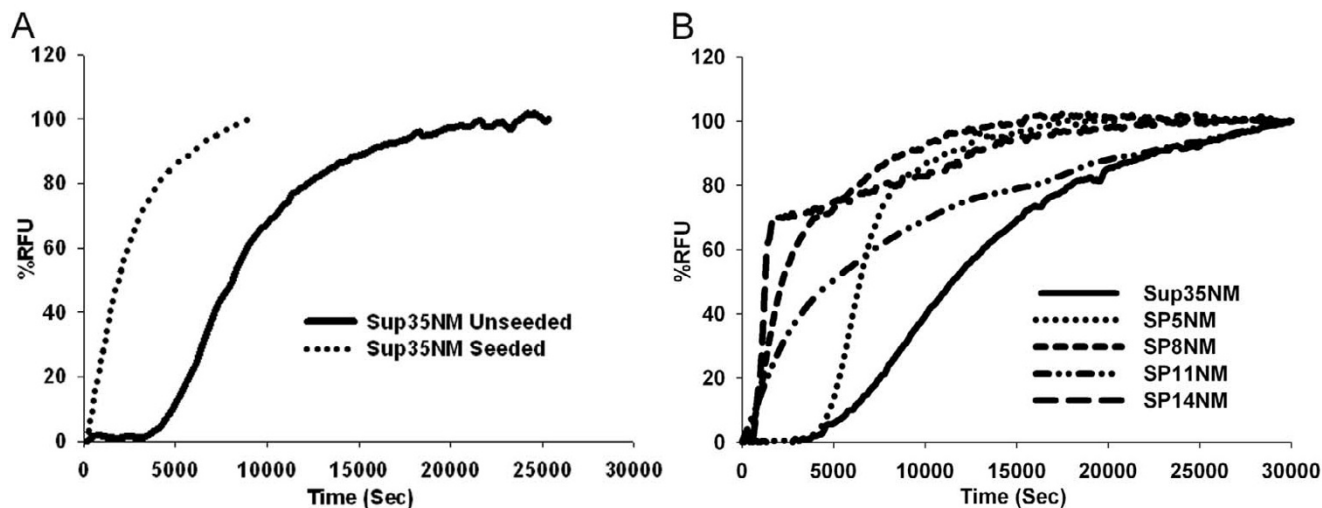 A
%RFU
120
100
80
60
40
20
0
Sup35NM Unseeded
Sup35NM Seeded
0 5000 10000 15000 20000 25000 30000
Time (Sec)
B
%RFU
120
100
80
60
40
20
0
Sup35NM
SP5NM
SP8NM
SP11NM
SP14NM
0 5000 10000 15000 20000 25000 30000
Time (Sec)